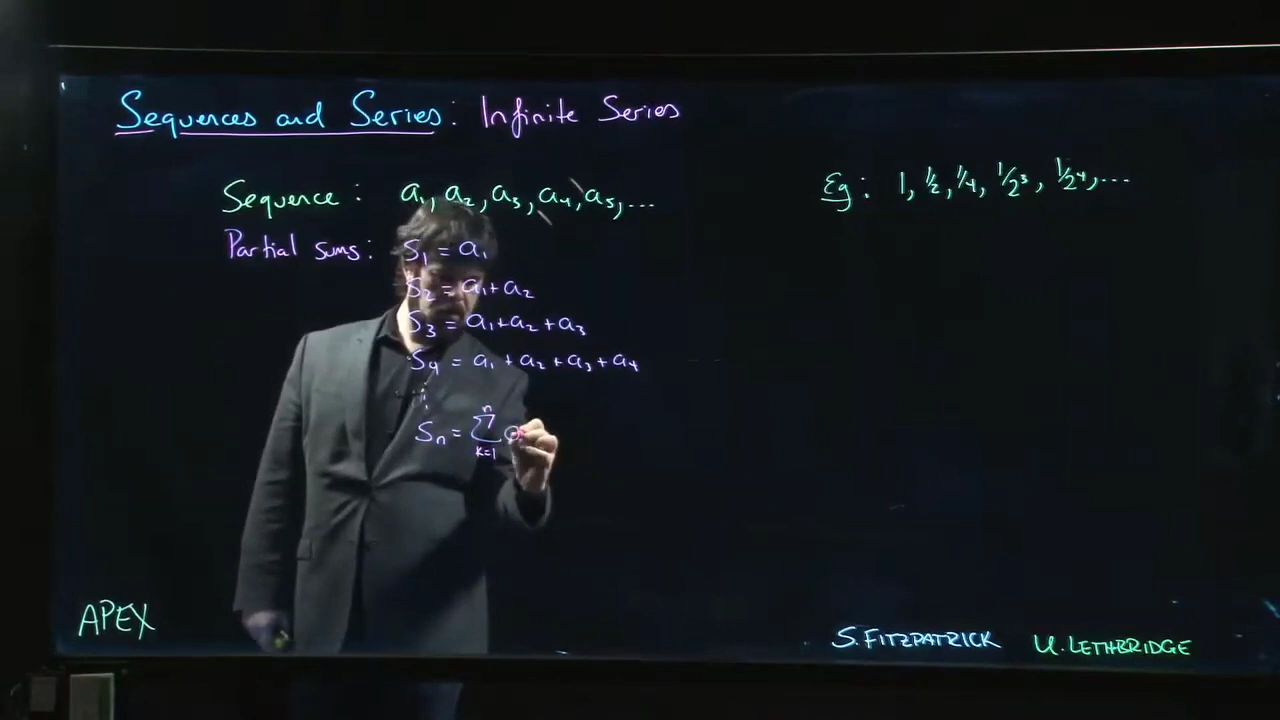 Sequences and Series: Infinite Series
Sequence: a₁, a₂, a₃, a₄, a₅, ...
Eg: 1, 1/2, 1/4, 1/2³, 1/2⁴, ...
Partial sums: S₁ = a₁
S₂ = a₁ + a₂
S₃ = a₁ + a₂ + a₃
S₄ = a₁ + a₂ + a₃ + a₄
⋮
Sₙ = ∑ₖ₌₁ⁿ a
APEX
S. FITZPATRICK U. LETHBRIDGE